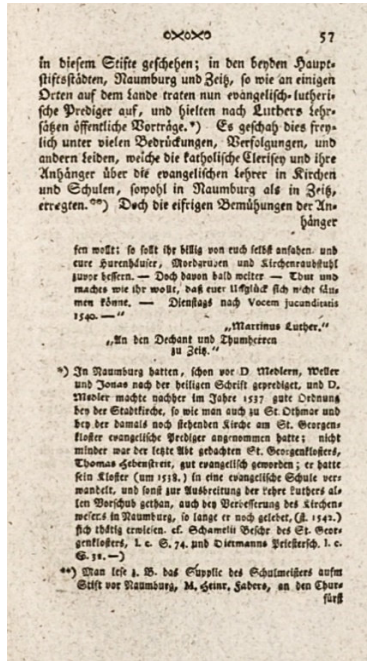 57
in diesem Stifte geschehen; in den beyden Haupt-
stiftsstädten, Naumburg und Zeitz, so wie an einigen
Orten auf dem Lande traten nun evangelisch-lutheri-
sche Prediger auf, und hielten nach Luthers Lehr-
sätzen öffentliche Vorträge.*) Es geschah dies frey-
lich unter vielen Bedrückungen, Verfolgungen, und
andern Leiden, welche die katholische Clerisey und ihre
Anhänger über die evangelischen Lehrer in Kirchen
und Schulen, sowohl in Naumburg als in Zeitz,
erregten.**) Doch die eifrigen Bemühungen der An-
hänger
sen wollt; so sollt ihr billig von euch selbst anfahen und
eure Hurenhäuser, Mordgruben und Kirchenraubstuhl
zuvor bessern. — Doch davon bald weiter — Thut und
machts wie ihr wollt, daß euer Unglück sich nicht säu-
men könne. — Dienstags nach Vocem jucunditatis
1540. —“
„Martinus Luther.“
„An den Dechant und Thumherren
zu Zeitz.“
*) In Naumburg hatten, schon vor D. Medlern, Weller
und Jonas nach der heiligen Schrift geprediget, und D.
Medler machte nachher im Jahre 1537 gute Ordnung
bey der Stadtkirche, so wie man auch zu St. Othmar und
bey der damals noch stehenden Kirche am St. Georgen-
kloster evangelische Prediger angenommen hatte; nicht
minder war der letzte Abt gedachten St. Georgenklosters,
Thomas Hebenstreit, gut evangelisch geworden; er hatte
sein Kloster (um 1538.) in eine evangelische Schule ver-
wandelt, und sonst zur Ausbreitung der Lehre Luthers al-
len Vorschub gethan, auch bey Verbesserung des Kirchen-
wesens in Naumburg, so lange er noch gelebet, (st. 1542.)
sich thätig erwiesen. cf. Schamelii Beschr des St. Geor-
genklosters, l. c. S. 74. und Dietmanns Priestersch. l. c.
S. 32. —)
**) Man lese z. B. das Supplic des Schulmeisters aufm
Stift vor Naumburg, M. Heinr. Fabers, an den Chur-
fürst